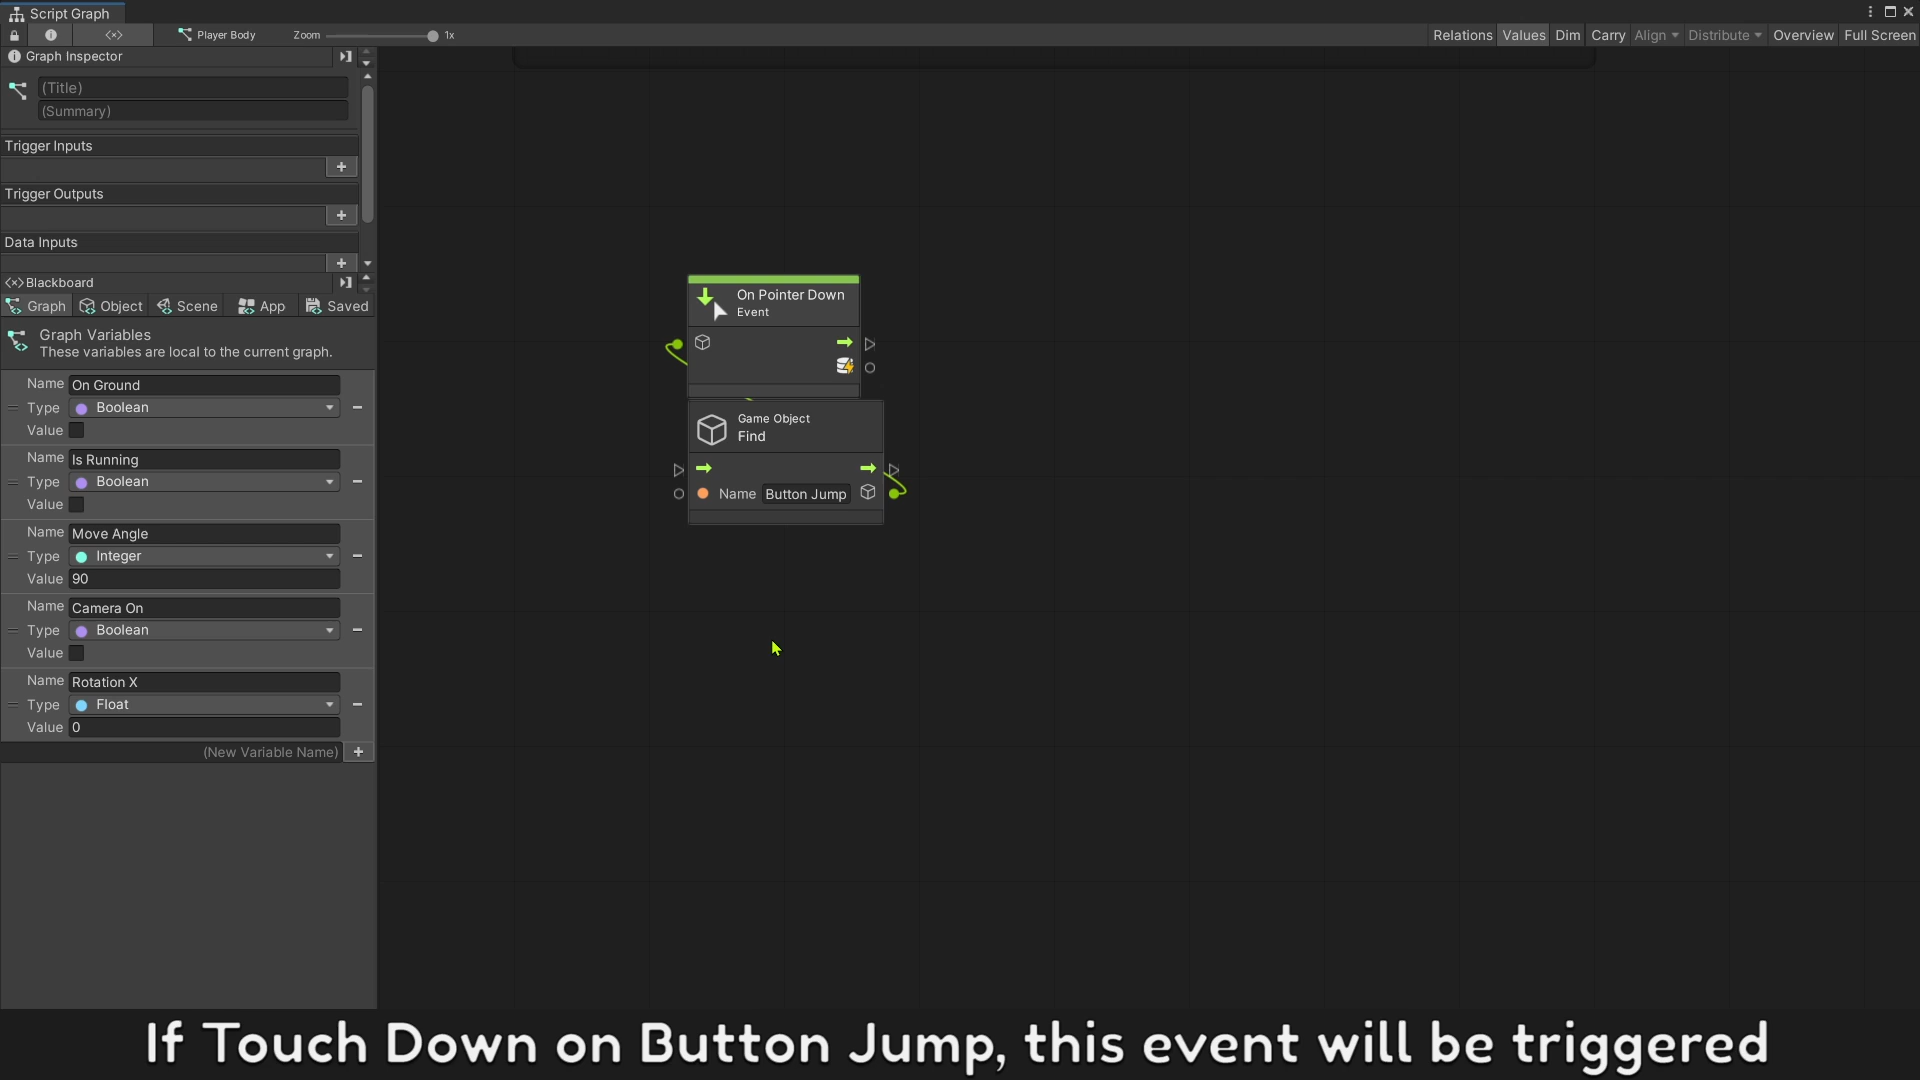 Script Graph
Player Body
Zoom
1x
Relations
Values
Dim
Carry
Align
Distribute
Overview
Full Screen
Graph Inspector
(Title)
(Summary)
Trigger Inputs
Trigger Outputs
Data Inputs
Blackboard
Graph
Object
Scene
App
Saved
Graph Variables
These variables are local to the current graph.
Name On Ground
Type Boolean
Value
Name Is Running
Type Boolean
Value
Name Move Angle
Type Integer
Value 90
Name Camera On
Type Boolean
Value
Name Rotation X
Type Float
Value 0
(New Variable Name)
On Pointer Down
Event
Game Object
Find
Name Button Jump
If Touch Down on Button Jump, this event will be triggered